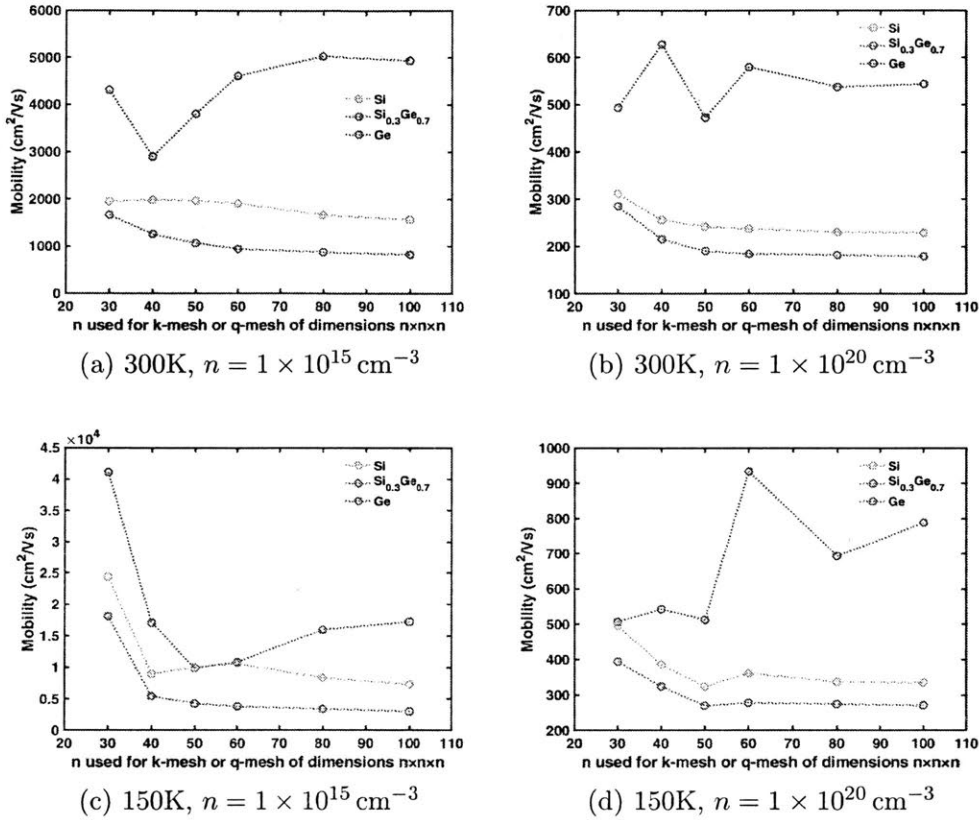 700
Si
Si0.3Ge0.7
Ge
6000
5000
4000
3000
2000
1000
0
Mobility (cm2/Vs)
20 30 40 50 60 70 80 90 100 110
n used for k-mesh or q-mesh of dimensions n×n×n
(a) 300K, n = 1 × 10^15 cm^−3
Si
Si0.3Ge0.7
Ge
600
500
400
300
200
100
Mobility (cm2/Vs)
20 30 40 50 60 70 80 90 100 110
n used for k-mesh or q-mesh of dimensions n×n×n
(b) 300K, n = 1 × 10^20 cm^−3
×10^4
4.5
4
3.5
3
2.5
2
1.5
1
0.5
0
Mobility (cm2/Vs)
Si
Si0.3Ge0.7
Ge
20 30 40 50 60 70 80 90 100 110
n used for k-mesh or q-mesh of dimensions n×n×n
(c) 150K, n = 1 × 10^15 cm^−3
1000
900
800
700
600
500
400
300
200
Mobility (cm2/Vs)
Si
Si0.3Ge0.7
Ge
20 30 40 50 60 70 80 90 100 110
n used for k-mesh or q-mesh of dimensions n×n×n
(d) 150K, n = 1 × 10^20 cm^−3